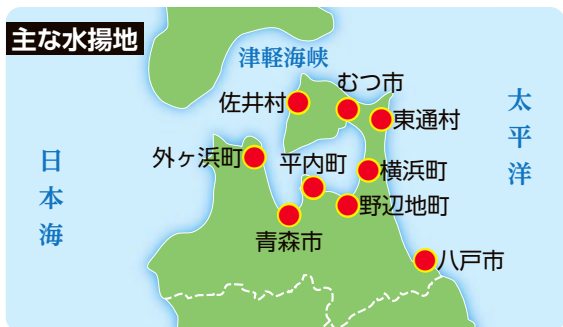 主な水揚地
津軽海峡
むつ市
佐井村
東通村
太平洋
外ヶ浜町
平内町
横浜町
日本海
野辺地町
青森市
八戸市